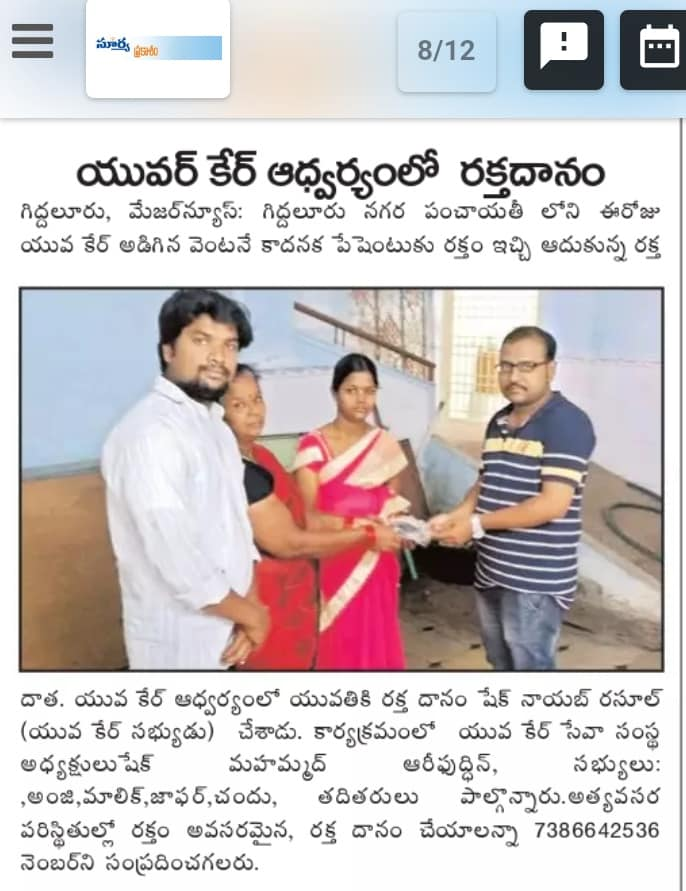 సూర్య
ప్రకాశం
8/12
యువర్ కేర్ ఆధ్వర్యంలో రక్తదానం
గిద్దలూరు, మేజర్‌న్యూస్: గిద్దలూరు నగర పంచాయతీ లోని ఈరోజు
యువ కేర్ అడిగిన వెంటనే కాదనక పేషెంటుకు రక్తం ఇచ్చి ఆదుకున్న రక్త
దాత. యువ కేర్ ఆధ్వర్యంలో యువతికి రక్త దానం షేక్ నాయబ్ రసూల్
(యువ కేర్ సభ్యుడు) చేశాడు. కార్యక్రమంలో యువ కేర్ సేవా సంస్థ
అధ్యక్షులుషేక్ మహమ్మద్ ఆరీఫుద్ధిన్, సభ్యులు:
,అంజి,మాలిక్,జాఫర్,చందు, తదితరులు పాల్గొన్నారు.అత్యవసర
పరిస్థితుల్లో రక్తం అవసరమైన, రక్త దానం చేయాలన్నా 7386642536
నెంబర్‌ని సంప్రదించగలరు.